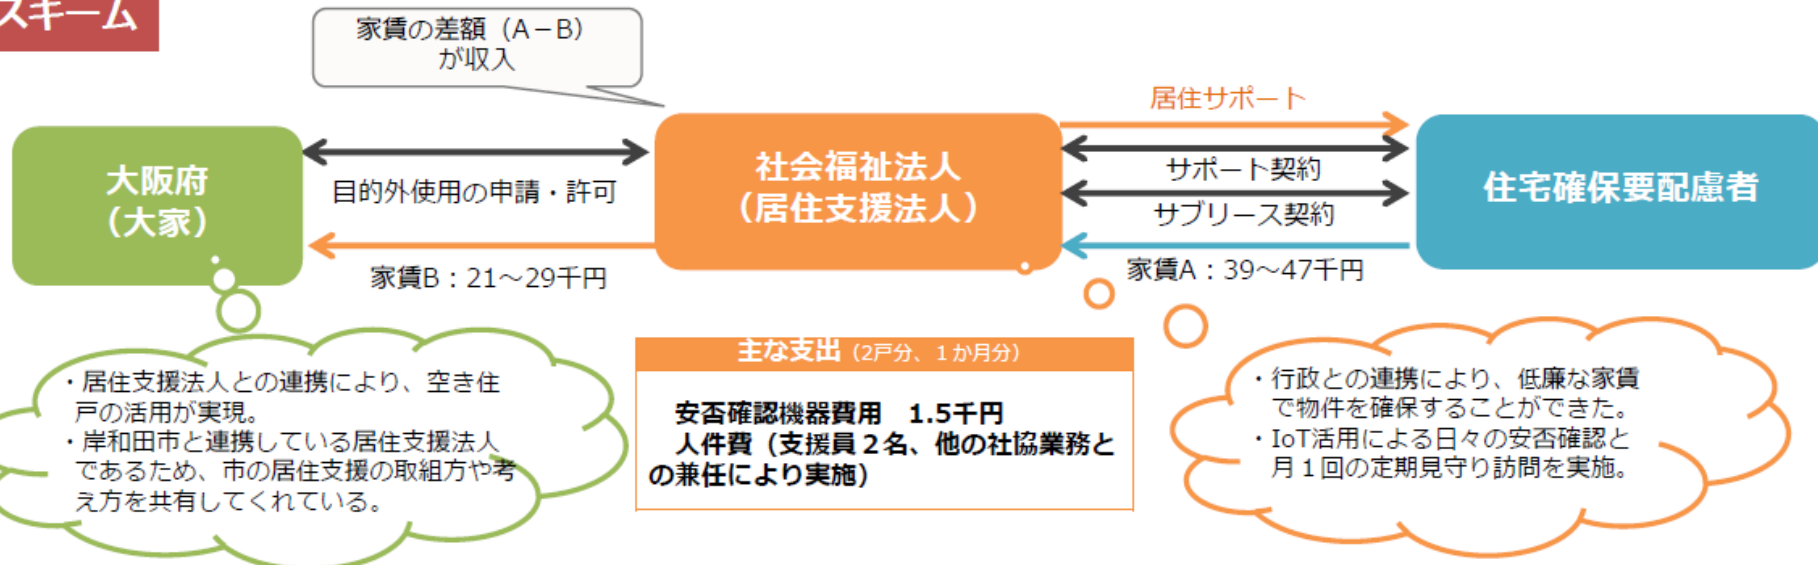 スキーム
家賃の差額（A－B）
が収入
大阪府
（大家）
目的外使用の申請・許可
家賃B：21～29千円
社会福祉法人
（居住支援法人）
居住サポート
サポート契約
サブリース契約
家賃A：39～47千円
住宅確保要配慮者
・居住支援法人との連携により、空き住
戸の活用が実現。
・岸和田市と連携している居住支援法人
であるため、市の居住支援の取組方や考
え方を共有してくれている。
主な支出（2戸分、１か月分）
安否確認機器費用　1.5千円
人件費（支援員２名、他の社協業務と
の兼任により実施）
・行政との連携により、低廉な家賃
で物件を確保することができた。
・IoT活用による日々の安否確認と
月１回の定期見守り訪問を実施。